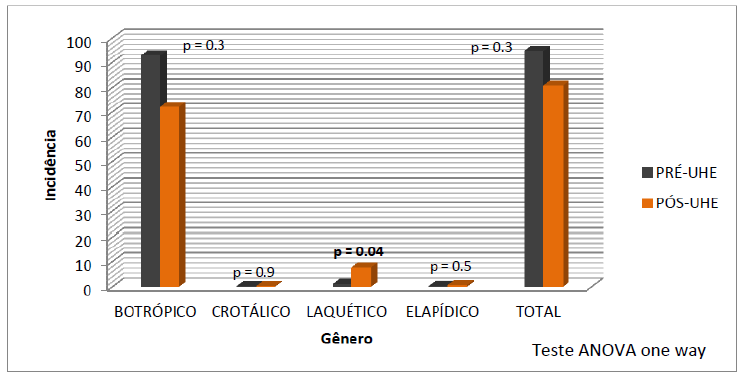 100
90
80
70
60
50
40
30
20
10
0
Incidência
p = 0.3
p = 0.9
p = 0.04
p = 0.5
p = 0.3
BOTRÓPICO CROTÁLICO LAQUÉTICO ELAPÍDICO TOTAL
Gênero
PRÉ-UHE
PÓS-UHE
Teste ANOVA one way